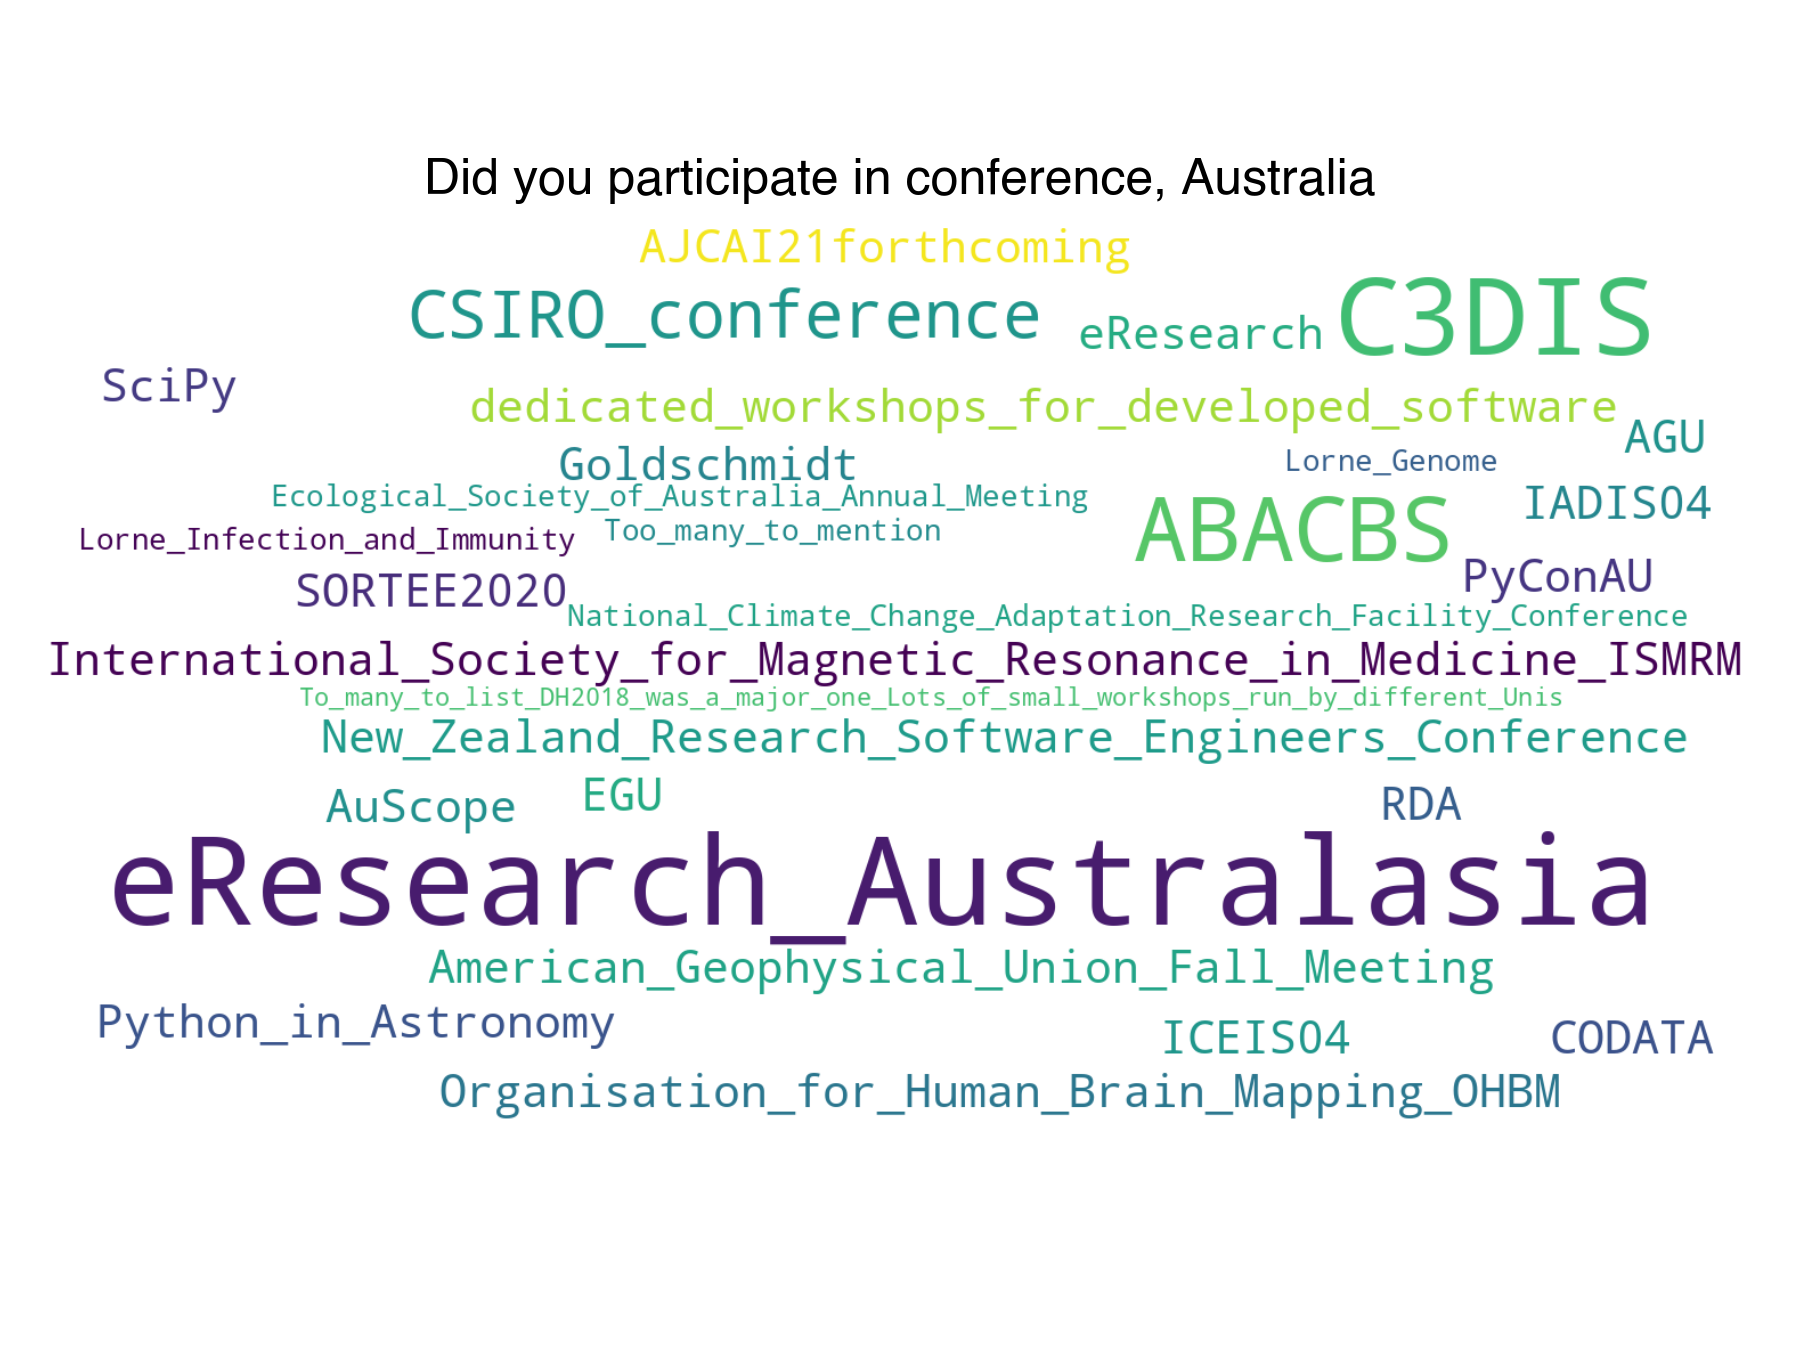 Did you participate in conference, Australia
AJCAI21forthcoming
CSIRO_conference
eResearch
C3DIS
SciPy
dedicated_workshops_for_developed_software
AGU
Goldschmidt
Lorne_Genome
Ecological_Society_of_Australia_Annual_Meeting
ABACBS
IADIS04
Lorne_Infection_and_Immunity
Too_many_to_mention
SORTEE2020
PyConAU
National_Climate_Change_Adaptation_Research_Facility_Conference
International_Society_for_Magnetic_Resonance_in_Medicine_ISMRM
To_many_to_list_DH2018_was_a_major_one_Lots_of_small_workshops_run_by_different_Unis
New_Zealand_Research_Software_Engineers_Conference
AuScope
EGU
RDA
eResearch_Australasia
American_Geophysical_Union_Fall_Meeting
Python_in_Astronomy
ICEIS04
CODATA
Organisation_for_Human_Brain_Mapping_OHBM